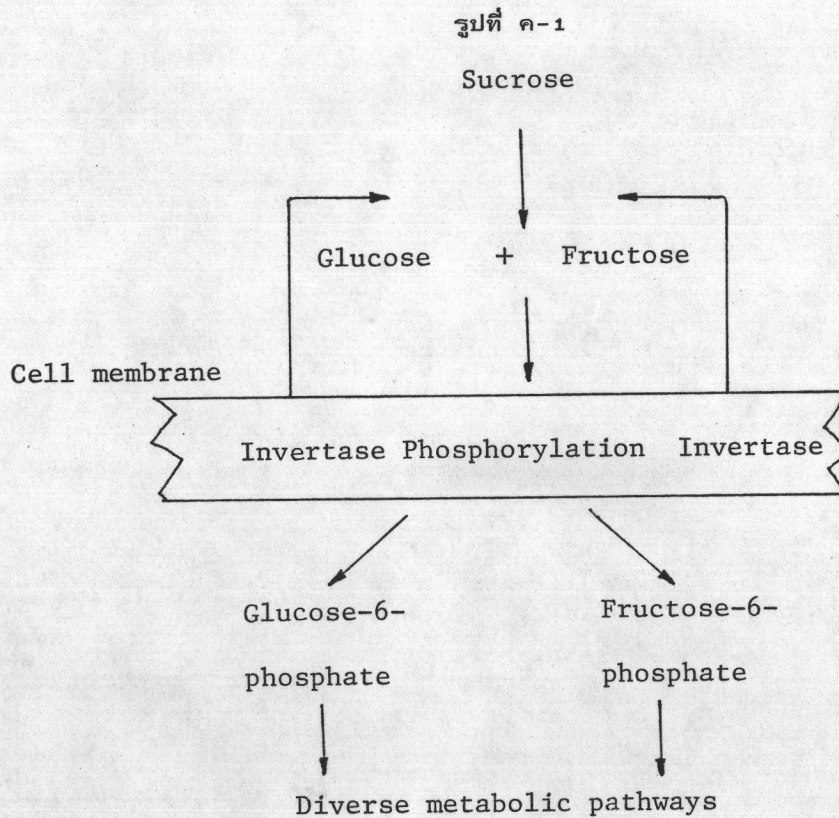 รูปที่ ค-1
Sucrose
Glucose + Fructose
Cell membrane
Invertase Phosphorylation Invertase
Glucose-6- Fructose-6-
phosphate phosphate
Diverse metabolic pathways